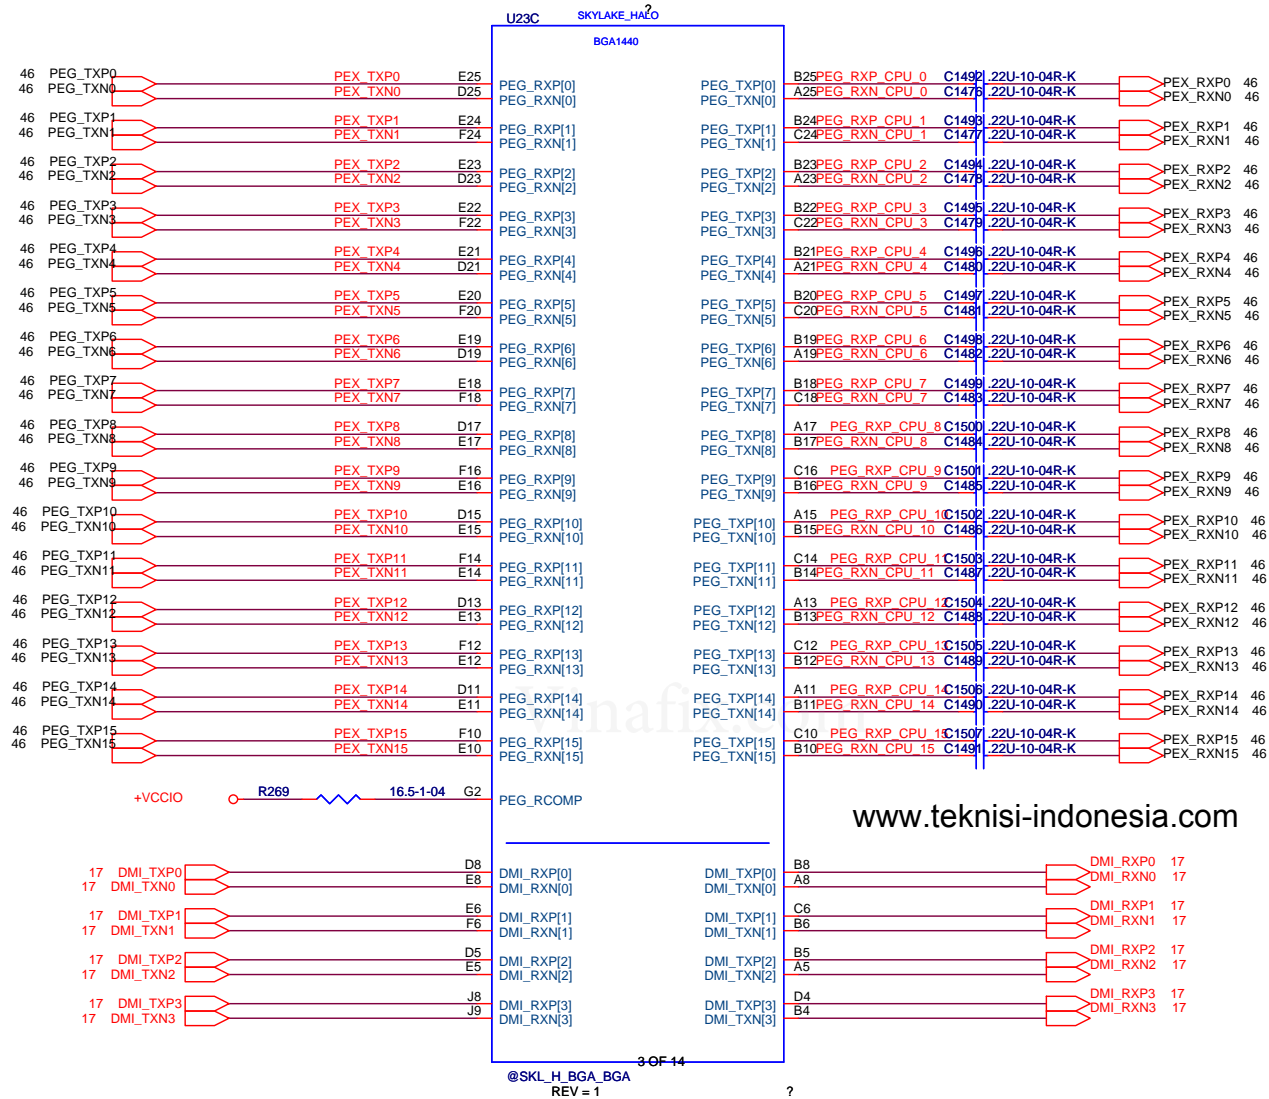 U23C SKYLAKE_HALO ?
BGA1440
46 PEG_TXP0 PEX_TXP0 E25 PEG_RXP[0] PEG_TXP[0] B25 PEG_RXP_CPU_0 C1492 .22U-10-04R-K PEX_RXP0 46
46 PEG_TXN0 PEX_TXN0 D25 PEG_RXN[0] PEG_TXN[0] A25 PEG_RXN_CPU_0 C1476 .22U-10-04R-K PEX_RXN0 46
46 PEG_TXP1 PEX_TXP1 E24 PEG_RXP[1] PEG_TXP[1] B24 PEG_RXP_CPU_1 C1493 .22U-10-04R-K PEX_RXP1 46
46 PEG_TXN1 PEX_TXN1 F24 PEG_RXN[1] PEG_TXN[1] C24 PEG_RXN_CPU_1 C1477 .22U-10-04R-K PEX_RXN1 46
46 PEG_TXP2 PEX_TXP2 E23 PEG_RXP[2] PEG_TXP[2] B23 PEG_RXP_CPU_2 C1494 .22U-10-04R-K PEX_RXP2 46
46 PEG_TXN2 PEX_TXN2 D23 PEG_RXN[2] PEG_TXN[2] A23 PEG_RXN_CPU_2 C1478 .22U-10-04R-K PEX_RXN2 46
46 PEG_TXP3 PEX_TXP3 E22 PEG_RXP[3] PEG_TXP[3] B22 PEG_RXP_CPU_3 C1495 .22U-10-04R-K PEX_RXP3 46
46 PEG_TXN3 PEX_TXN3 F22 PEG_RXN[3] PEG_TXN[3] C22 PEG_RXN_CPU_3 C1479 .22U-10-04R-K PEX_RXN3 46
46 PEG_TXP4 PEX_TXP4 E21 PEG_RXP[4] PEG_TXP[4] B21 PEG_RXP_CPU_4 C1496 .22U-10-04R-K PEX_RXP4 46
46 PEG_TXN4 PEX_TXN4 D21 PEG_RXN[4] PEG_TXN[4] A21 PEG_RXN_CPU_4 C1480 .22U-10-04R-K PEX_RXN4 46
46 PEG_TXP5 PEX_TXP5 E20 PEG_RXP[5] PEG_TXP[5] B20 PEG_RXP_CPU_5 C1497 .22U-10-04R-K PEX_RXP5 46
46 PEG_TXN5 PEX_TXN5 F20 PEG_RXN[5] PEG_TXN[5] C20 PEG_RXN_CPU_5 C1481 .22U-10-04R-K PEX_RXN5 46
46 PEG_TXP6 PEX_TXP6 E19 PEG_RXP[6] PEG_TXP[6] B19 PEG_RXP_CPU_6 C1498 .22U-10-04R-K PEX_RXP6 46
46 PEG_TXN6 PEX_TXN6 D19 PEG_RXN[6] PEG_TXN[6] A19 PEG_RXN_CPU_6 C1482 .22U-10-04R-K PEX_RXN6 46
46 PEG_TXP7 PEX_TXP7 E18 PEG_RXP[7] PEG_TXP[7] B18 PEG_RXP_CPU_7 C1499 .22U-10-04R-K PEX_RXP7 46
46 PEG_TXN7 PEX_TXN7 F18 PEG_RXN[7] PEG_TXN[7] C18 PEG_RXN_CPU_7 C1483 .22U-10-04R-K PEX_RXN7 46
46 PEG_TXP8 PEX_TXP8 D17 PEG_RXP[8] PEG_TXP[8] A17 PEG_RXP_CPU_8 C1500 .22U-10-04R-K PEX_RXP8 46
46 PEG_TXN8 PEX_TXN8 E17 PEG_RXN[8] PEG_TXN[8] B17 PEG_RXN_CPU_8 C1484 .22U-10-04R-K PEX_RXN8 46
46 PEG_TXP9 PEX_TXP9 F16 PEG_RXP[9] PEG_TXP[9] C16 PEG_RXP_CPU_9 C1501 .22U-10-04R-K PEX_RXP9 46
46 PEG_TXN9 PEX_TXN9 E16 PEG_RXN[9] PEG_TXN[9] B16 PEG_RXN_CPU_9 C1485 .22U-10-04R-K PEX_RXN9 46
46 PEG_TXP10 PEX_TXP10 D15 PEG_RXP[10] PEG_TXP[10] A15 PEG_RXP_CPU_10 C1502 .22U-10-04R-K PEX_RXP10 46
46 PEG_TXN10 PEX_TXN10 E15 PEG_RXN[10] PEG_TXN[10] B15 PEG_RXN_CPU_10 C1486 .22U-10-04R-K PEX_RXN10 46
46 PEG_TXP11 PEX_TXP11 F14 PEG_RXP[11] PEG_TXP[11] C14 PEG_RXP_CPU_11 C1503 .22U-10-04R-K PEX_RXP11 46
46 PEG_TXN11 PEX_TXN11 E14 PEG_RXN[11] PEG_TXN[11] B14 PEG_RXN_CPU_11 C1487 .22U-10-04R-K PEX_RXN11 46
46 PEG_TXP12 PEX_TXP12 D13 PEG_RXP[12] PEG_TXP[12] A13 PEG_RXP_CPU_12 C1504 .22U-10-04R-K PEX_RXP12 46
46 PEG_TXN12 PEX_TXN12 E13 PEG_RXN[12] PEG_TXN[12] B13 PEG_RXN_CPU_12 C1488 .22U-10-04R-K PEX_RXN12 46
46 PEG_TXP13 PEX_TXP13 F12 PEG_RXP[13] PEG_TXP[13] C12 PEG_RXP_CPU_13 C1505 .22U-10-04R-K PEX_RXP13 46
46 PEG_TXN13 PEX_TXN13 E12 PEG_RXN[13] PEG_TXN[13] B12 PEG_RXN_CPU_13 C1489 .22U-10-04R-K PEX_RXN13 46
46 PEG_TXP14 PEX_TXP14 D11 PEG_RXP[14] PEG_TXP[14] A11 PEG_RXP_CPU_14 C1506 .22U-10-04R-K PEX_RXP14 46
46 PEG_TXN14 PEX_TXN14 E11 PEG_RXN[14] PEG_TXN[14] B11 PEG_RXN_CPU_14 C1490 .22U-10-04R-K PEX_RXN14 46
Vinafix.com
46 PEG_TXP15 PEX_TXP15 F10 PEG_RXP[15] PEG_TXP[15] C10 PEG_RXP_CPU_15 C1507 .22U-10-04R-K PEX_RXP15 46
46 PEG_TXN15 PEX_TXN15 E10 PEG_RXN[15] PEG_TXN[15] B10 PEG_RXN_CPU_15 C1491 .22U-10-04R-K PEX_RXN15 46
+VCCIO R269 16.5-1-04 G2 PEG_RCOMP
www.teknisi-indonesia.com
17 DMI_TXP0 D8 DMI_RXP[0] DMI_TXP[0] B8 DMI_RXP0 17
17 DMI_TXN0 E8 DMI_RXN[0] DMI_TXN[0] A8 DMI_RXN0 17
17 DMI_TXP1 E6 DMI_RXP[1] DMI_TXP[1] C6 DMI_RXP1 17
17 DMI_TXN1 F6 DMI_RXN[1] DMI_TXN[1] B6 DMI_RXN1 17
17 DMI_TXP2 D5 DMI_RXP[2] DMI_TXP[2] B5 DMI_RXP2 17
17 DMI_TXN2 E5 DMI_RXN[2] DMI_TXN[2] A5 DMI_RXN2 17
17 DMI_TXP3 J8 DMI_RXP[3] DMI_TXP[3] D4 DMI_RXP3 17
17 DMI_TXN3 J9 DMI_RXN[3] DMI_TXN[3] B4 DMI_RXN3 17
3 OF 14
@SKL_H_BGA_BGA
REV = 1 ?